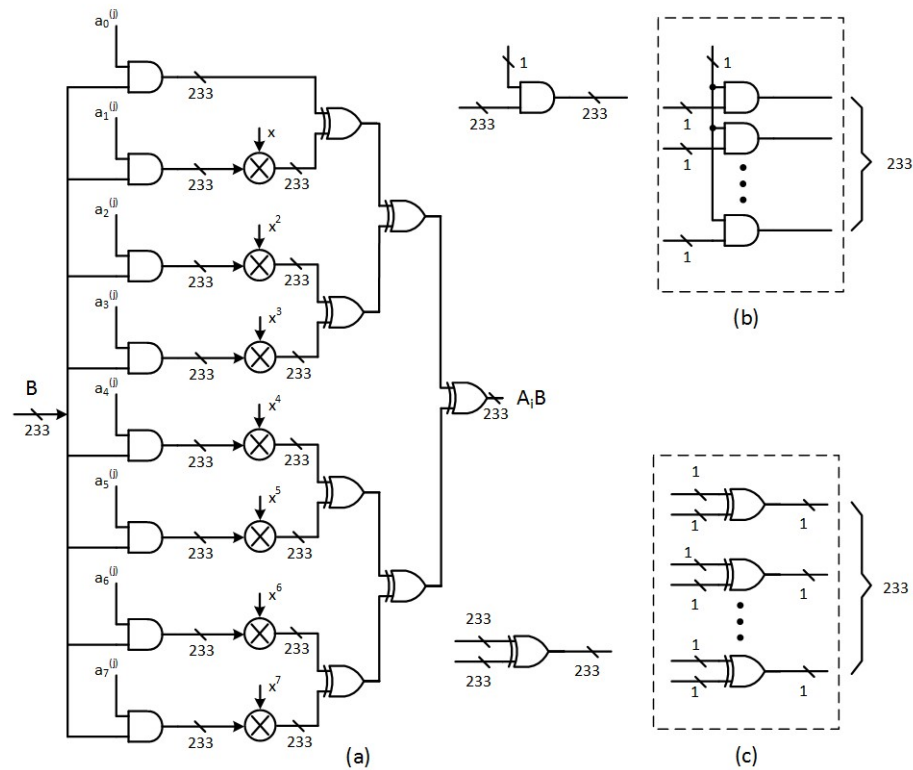 a₀⁽ʲ⁾
233
a₁⁽ʲ⁾
x
233
233
a₂⁽ʲ⁾
x²
233
233
a₃⁽ʲ⁾
x³
233
233
B
233
a₄⁽ʲ⁾
x⁴
233
233
a₅⁽ʲ⁾
x⁵
233
233
a₆⁽ʲ⁾
x⁶
233
233
a₇⁽ʲ⁾
x⁷
233
233
233
AᵢB
(a)
1
233
233
1
1
1
1
233
(b)
233
233
233
1
1
1
1
1
1
1
1
1
233
(c)